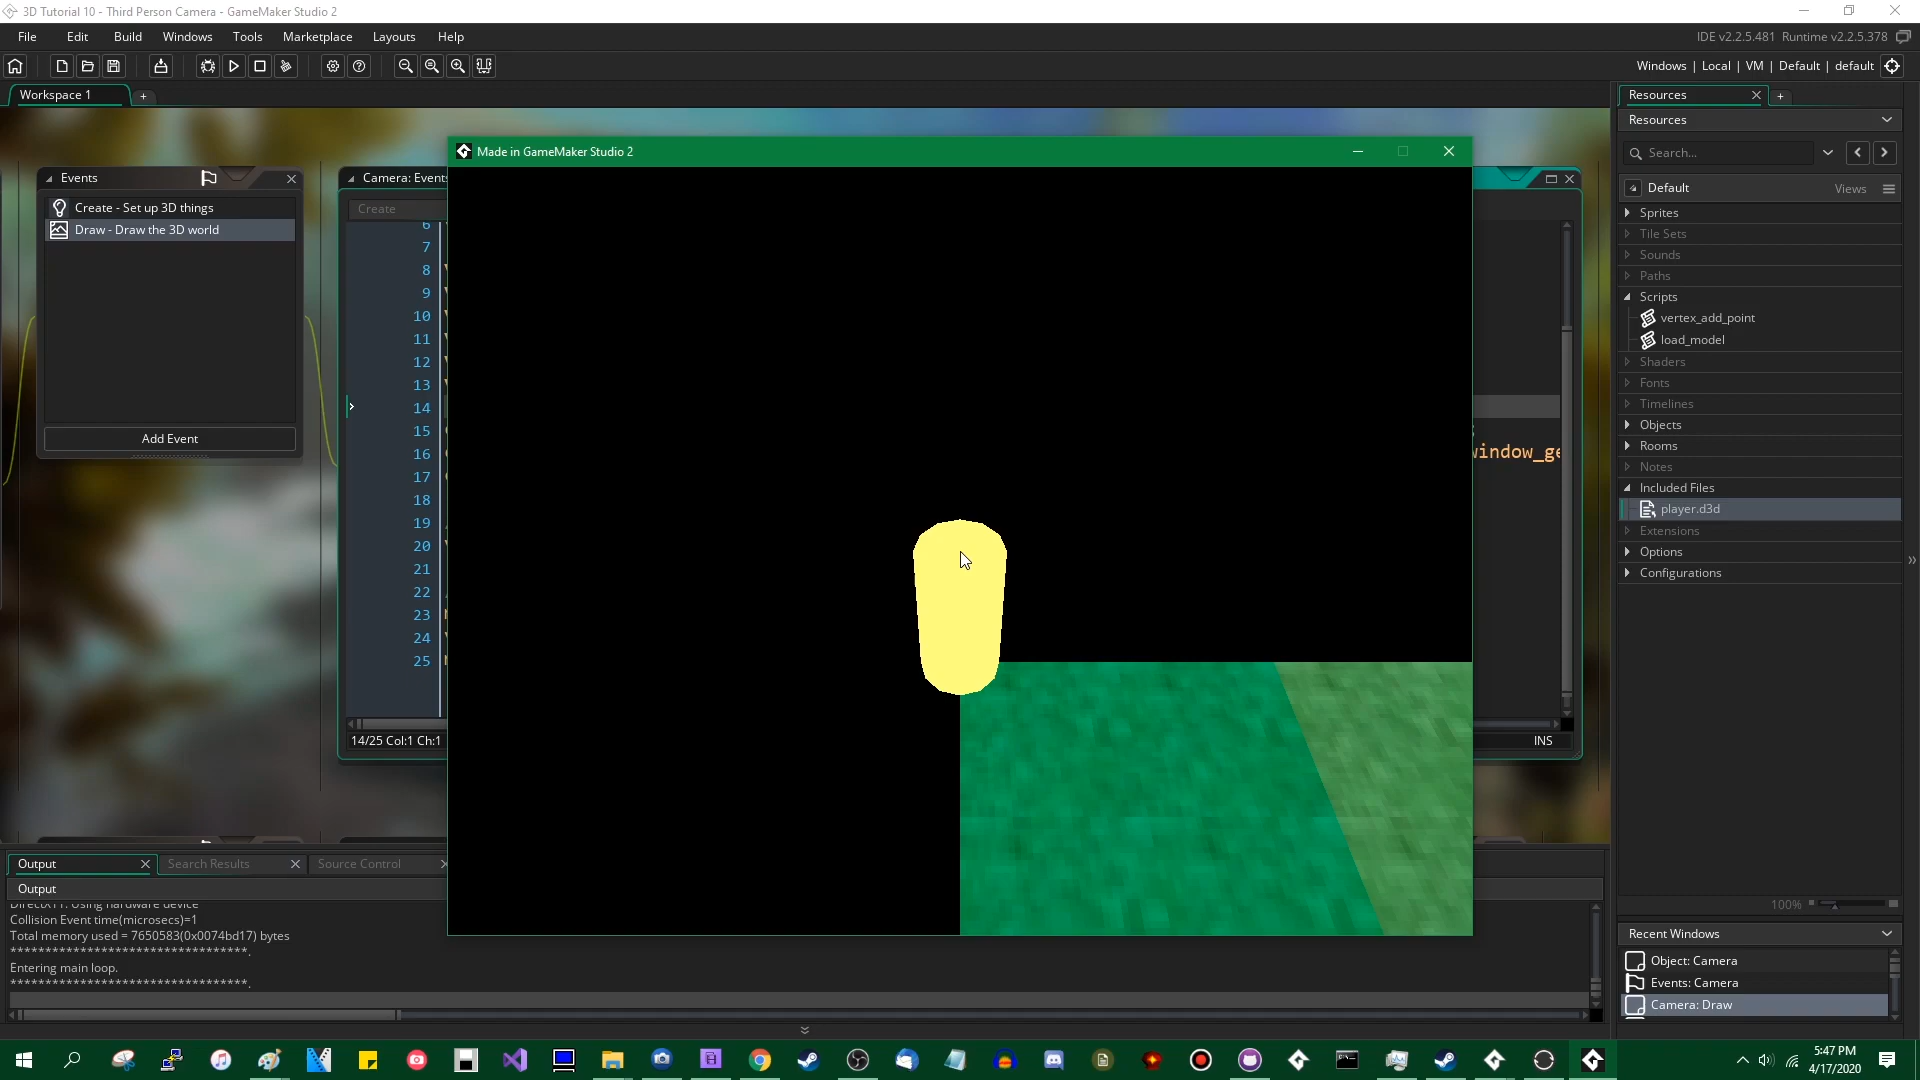 3D Tutorial 10 - Third Person Camera - GameMaker Studio 2
File Edit Build Windows Tools Marketplace Layouts Help
IDE v2.2.5.481 Runtime v2.2.5.378
Windows | Local | VM | Default | default
Workspace 1
Resources
Resources
Made in GameMaker Studio 2
Search...
Events
Camera: Events
Default Views
Create - Set up 3D things
Create
Draw - Draw the 3D world
Sprites
Tile Sets
Sounds
Paths
Scripts
vertex_add_point
load_model
Shaders
Fonts
Timelines
Objects
Rooms
Notes
Included Files
player.d3d
Extensions
Options
Configurations
6
7
8
9
10
11
12
13
14
15
16
window_ge
17
18
19
20
21
22
23
24
25
Add Event
14/25 Col:1 Ch:1
INS
Output Search Results Source Control
Output
DirectX11: Using hardware device
Collision Event time(microsecs)=1
Total memory used = 7650583(0x0074bd17) bytes
*********************************.
Entering main loop.
*********************************.
100%
Recent Windows
Object: Camera
Events: Camera
Camera: Draw
5:47 PM
4/17/2020